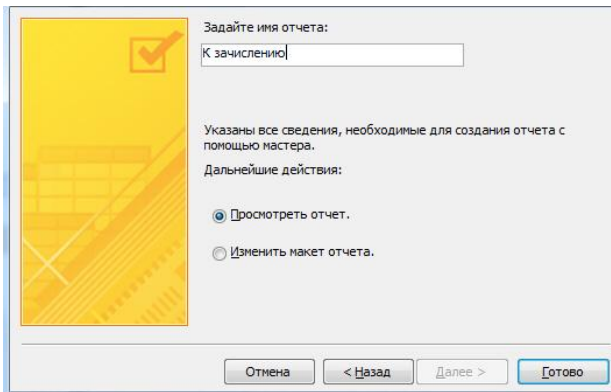 Задайте имя отчета:
К зачислению
Указаны все сведения, необходимые для создания отчета с
помощью мастера.
Дальнейшие действия:
Просмотреть отчет.
Изменить макет отчета.
Отмена < Назад Далее > Готово